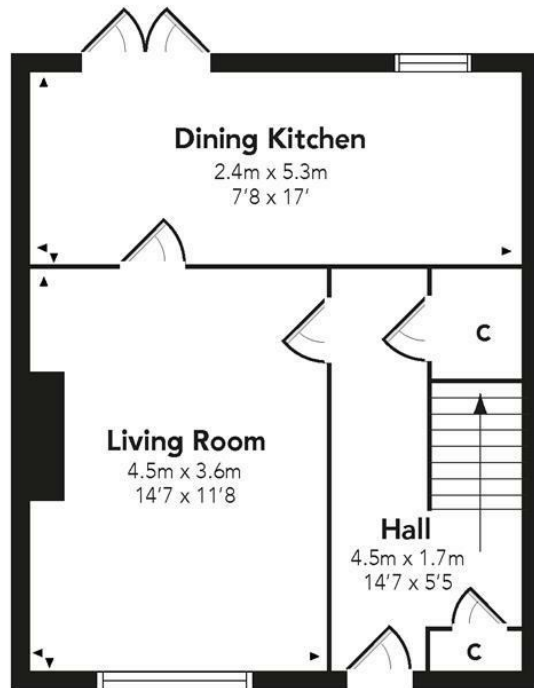 Dining Kitchen
2.4m x 5.3m
7'8 x 17'
C
Living Room
4.5m x 3.6m
14'7 x 11'8
Hall
4.5m x 1.7m
14'7 x 5'5
C